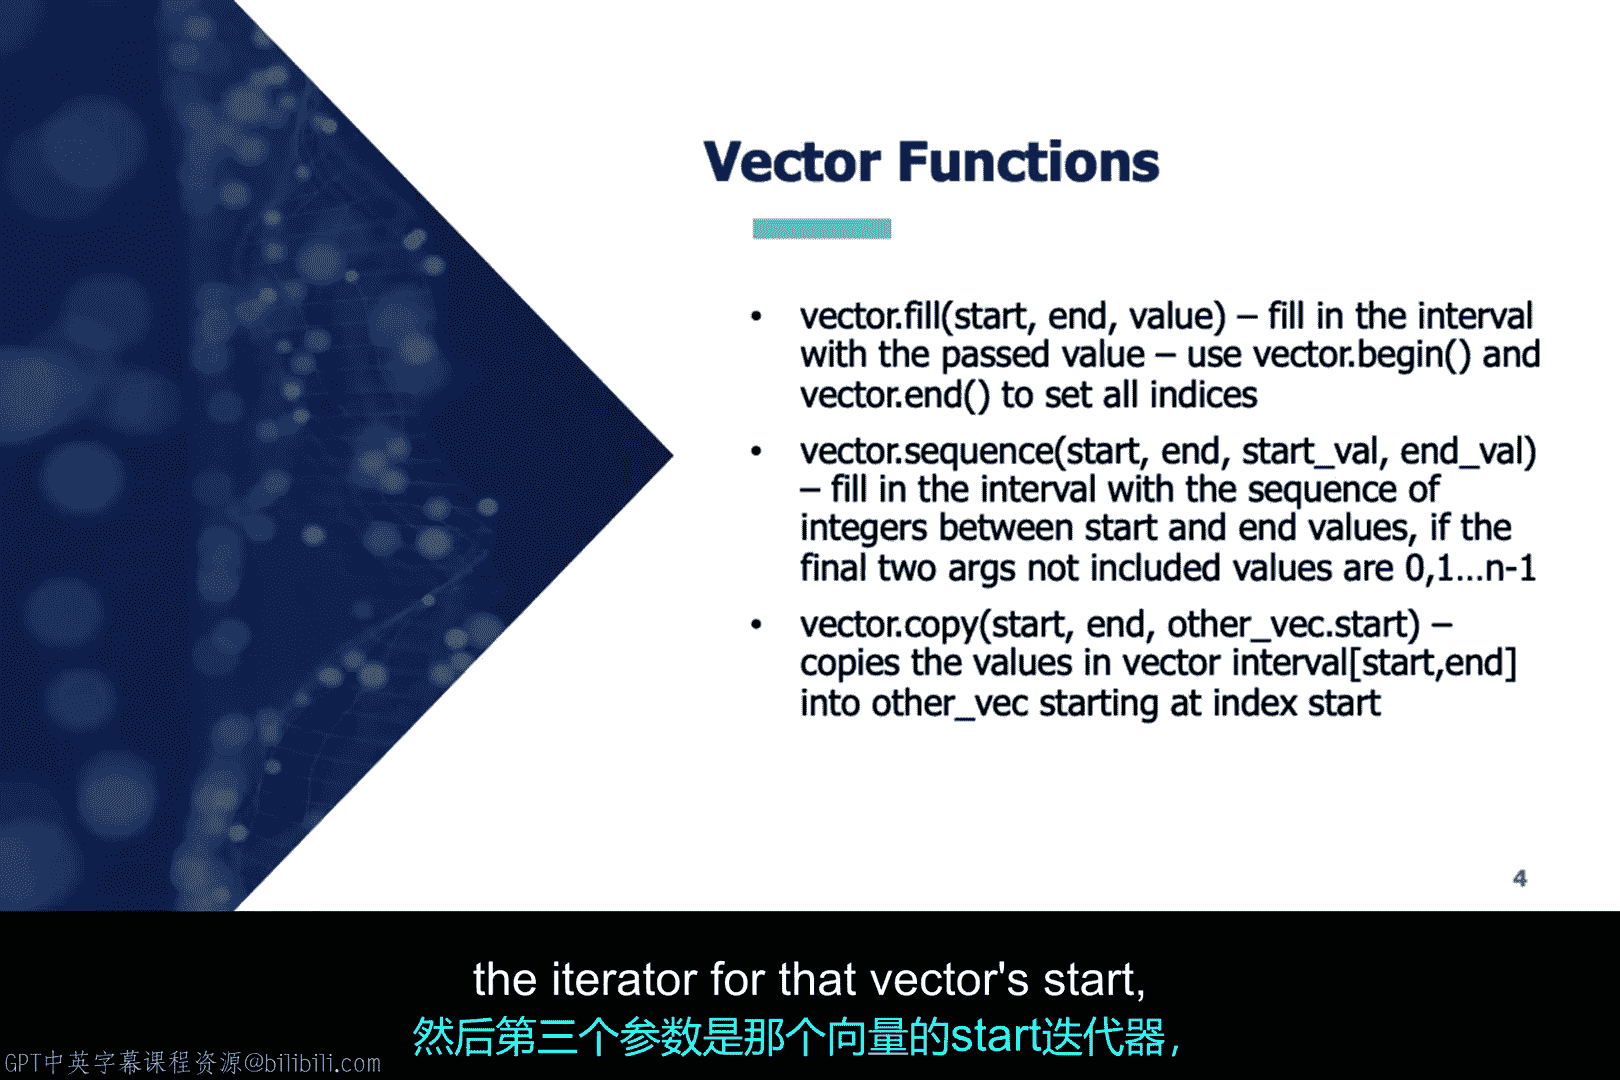 Vector Functions
• vector.fill(start, end, value) – fill in the interval
with the passed value – use vector.begin() and
vector.end() to set all indices
• vector.sequence(start, end, start_val, end_val)
– fill in the interval with the sequence of
integers between start and end values, if the
final two args not included values are 0,1...n-1
• vector.copy(start, end, other_vec.start) –
copies the values in vector interval[start,end]
into other_vec starting at index start
4
the iterator for that vector's start,
然后第三个参数是那个向量的start迭代器，
GPT中英字幕课程资源@bilibili.com